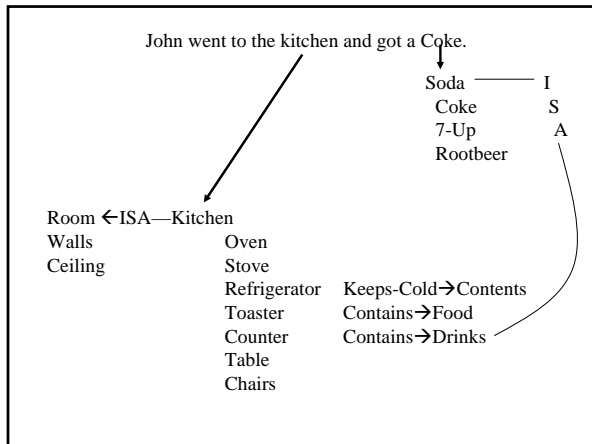 John went to the kitchen and got a Coke.
Soda I
Coke S
7-Up A
Rootbeer
Room ←ISA—Kitchen
Walls Oven
Ceiling Stove
Refrigerator Keeps-Cold→Contents
Toaster Contains→Food
Counter Contains→Drinks
Table
Chairs